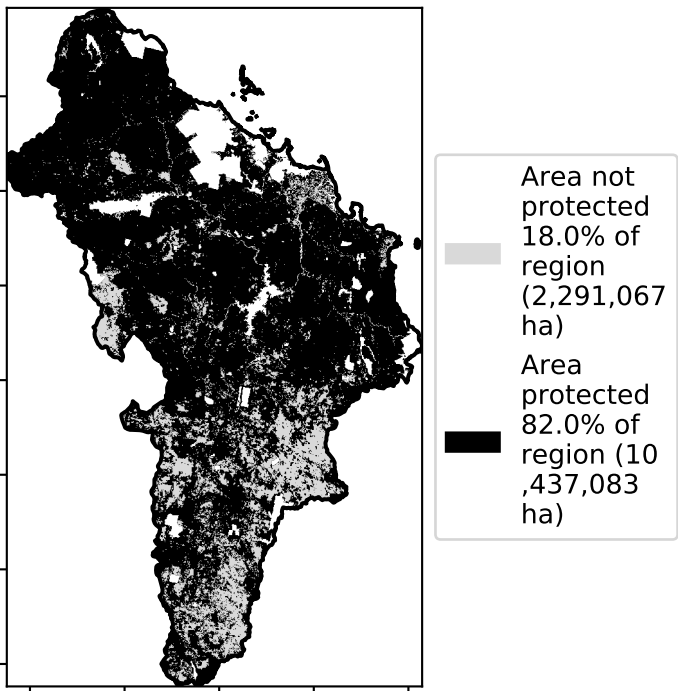 Area not
protected
18.0% of
region
(2,291,067
ha)
Area
protected
82.0% of
region (10
,437,083
ha)